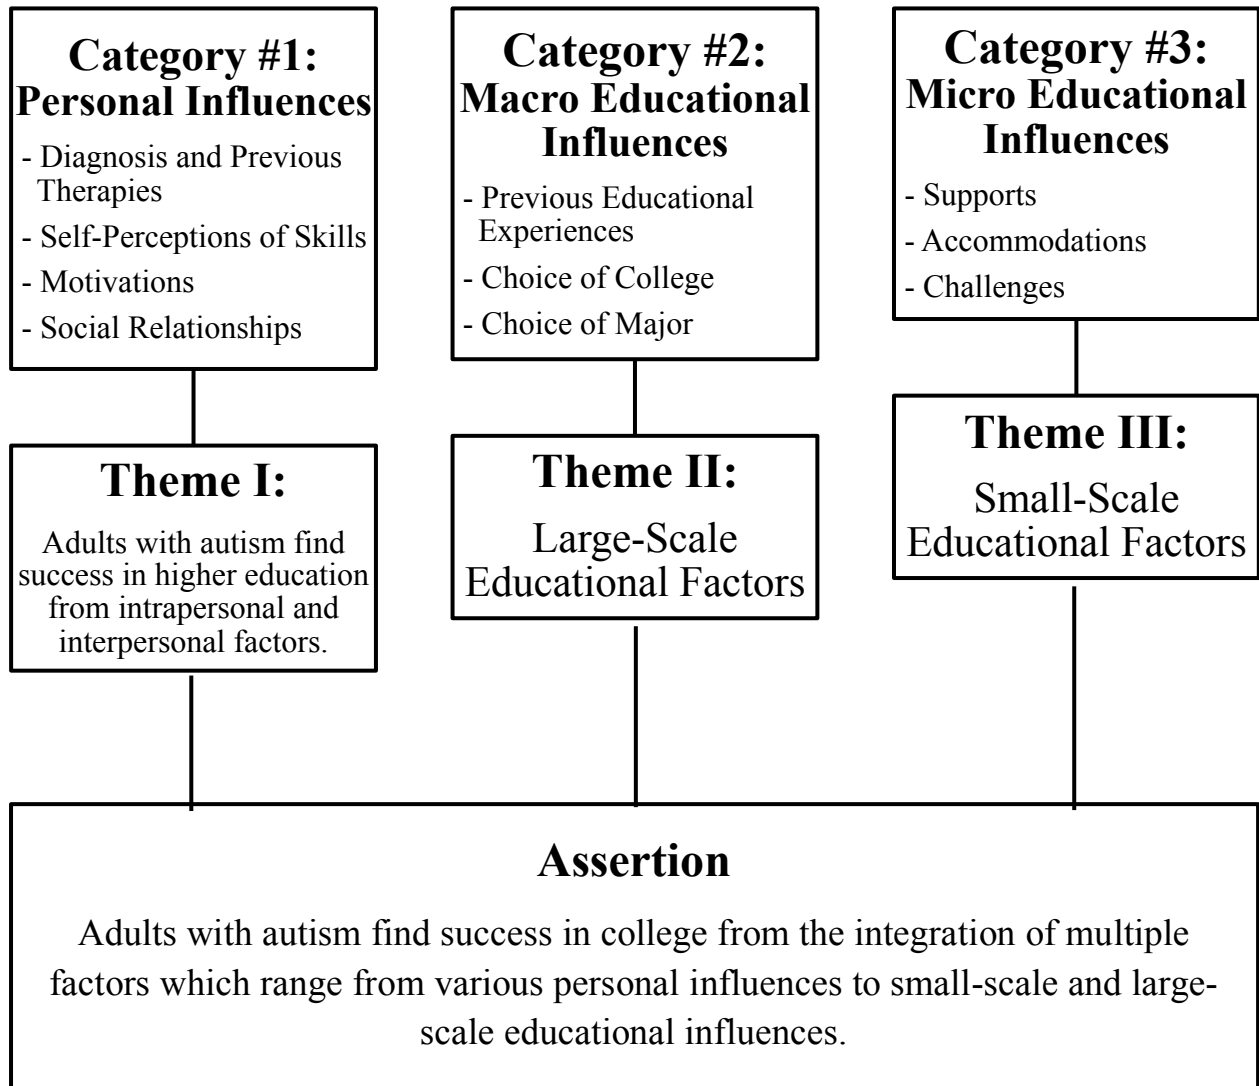 Category #1:
Personal Influences
- Diagnosis and Previous
Therapies
- Self-Perceptions of Skills
- Motivations
- Social Relationships
Category #2:
Macro Educational
Influences
- Previous Educational
Experiences
- Choice of College
- Choice of Major
Category #3:
Micro Educational
Influences
- Supports
- Accommodations
- Challenges
Theme I:
Adults with autism find
success in higher education
from intrapersonal and
interpersonal factors.
Theme II:
Large-Scale
Educational Factors
Theme III:
Small-Scale
Educational Factors
Assertion
Adults with autism find success in college from the integration of multiple
factors which range from various personal influences to small-scale and large-
scale educational influences.